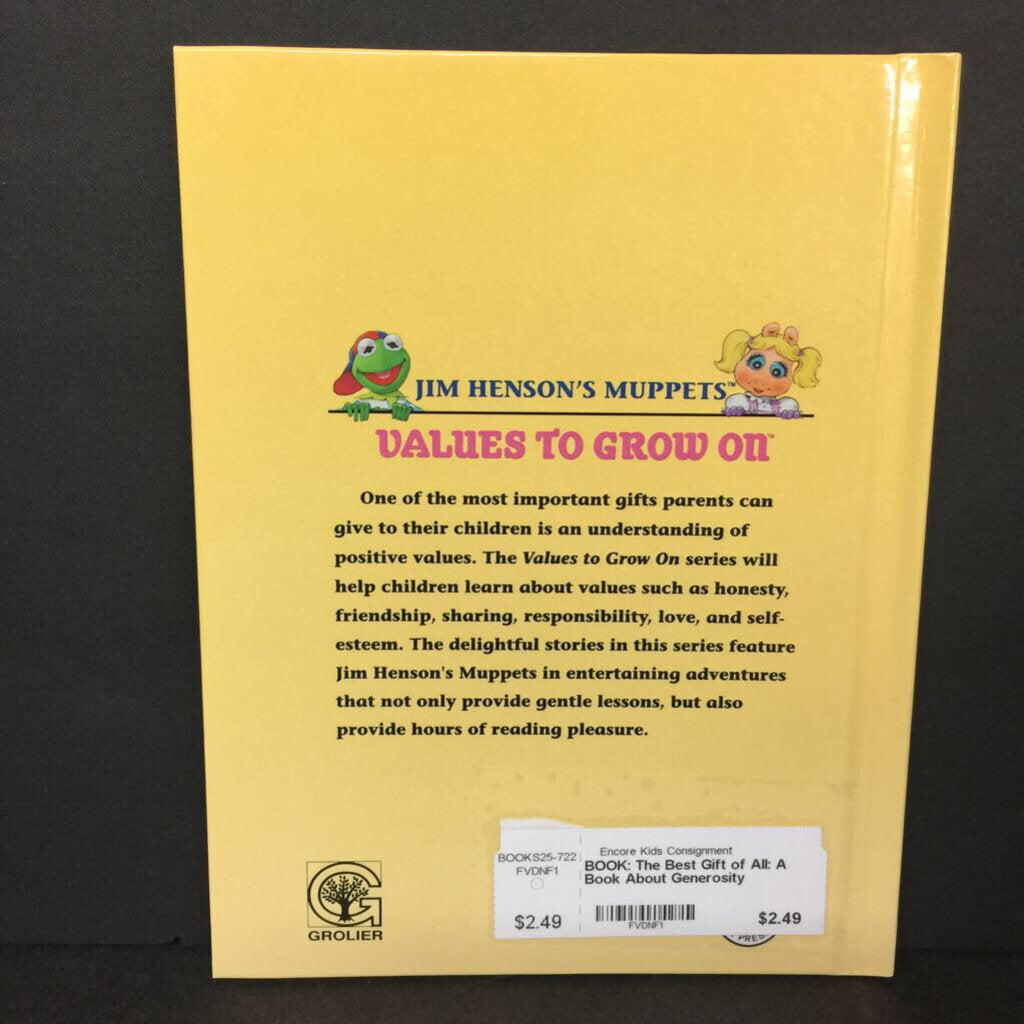 JIM HENSON'S MUPPETS™
VALUES TO GROW ON™
One of the most important gifts parents can
give to their children is an understanding of
positive values. The Values to Grow On series will
help children learn about values such as honesty,
friendship, sharing, responsibility, love, and self-
esteem. The delightful stories in this series feature
Jim Henson's Muppets in entertaining adventures
that not only provide gentle lessons, but also
provide hours of reading pleasure.
G
GROLIER
BOOKS25-722
FVDNF1
$2.49
Encore Kids Consignment
BOOK: The Best Gift of All: A
Book About Generosity
FVDNF1
$2.49